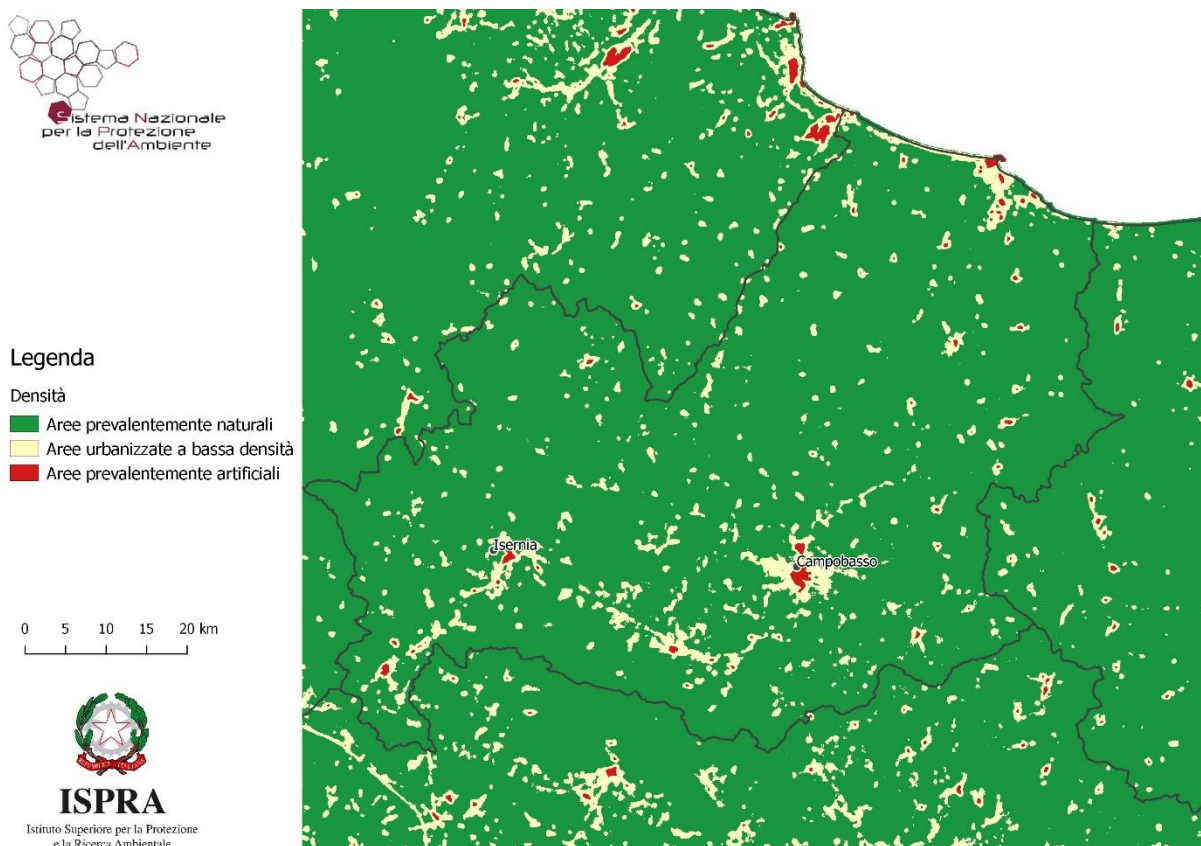 Sistema Nazionale
per la Protezione
dell'Ambiente
Legenda
Densità
Aree prevalentemente naturali
Aree urbanizzate a bassa densità
Aree prevalentemente artificiali
Isernia
Campobasso
0 5 10 15 20 km
ISPRA
Istituto Superiore per la Protezione
e la Ricerca Ambientale